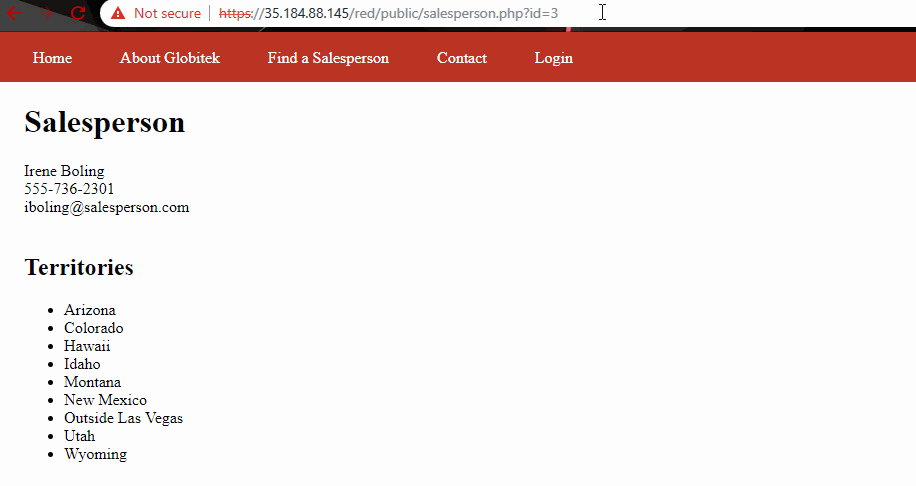 Not secure https://35.184.88.145/red/public/salesperson.php?id=3
Home About Globitek Find a Salesperson Contact Login
Salesperson
Irene Boling
555-736-2301
iboling@salesperson.com
Territories
Arizona
Colorado
Hawaii
Idaho
Montana
New Mexico
Outside Las Vegas
Utah
Wyoming